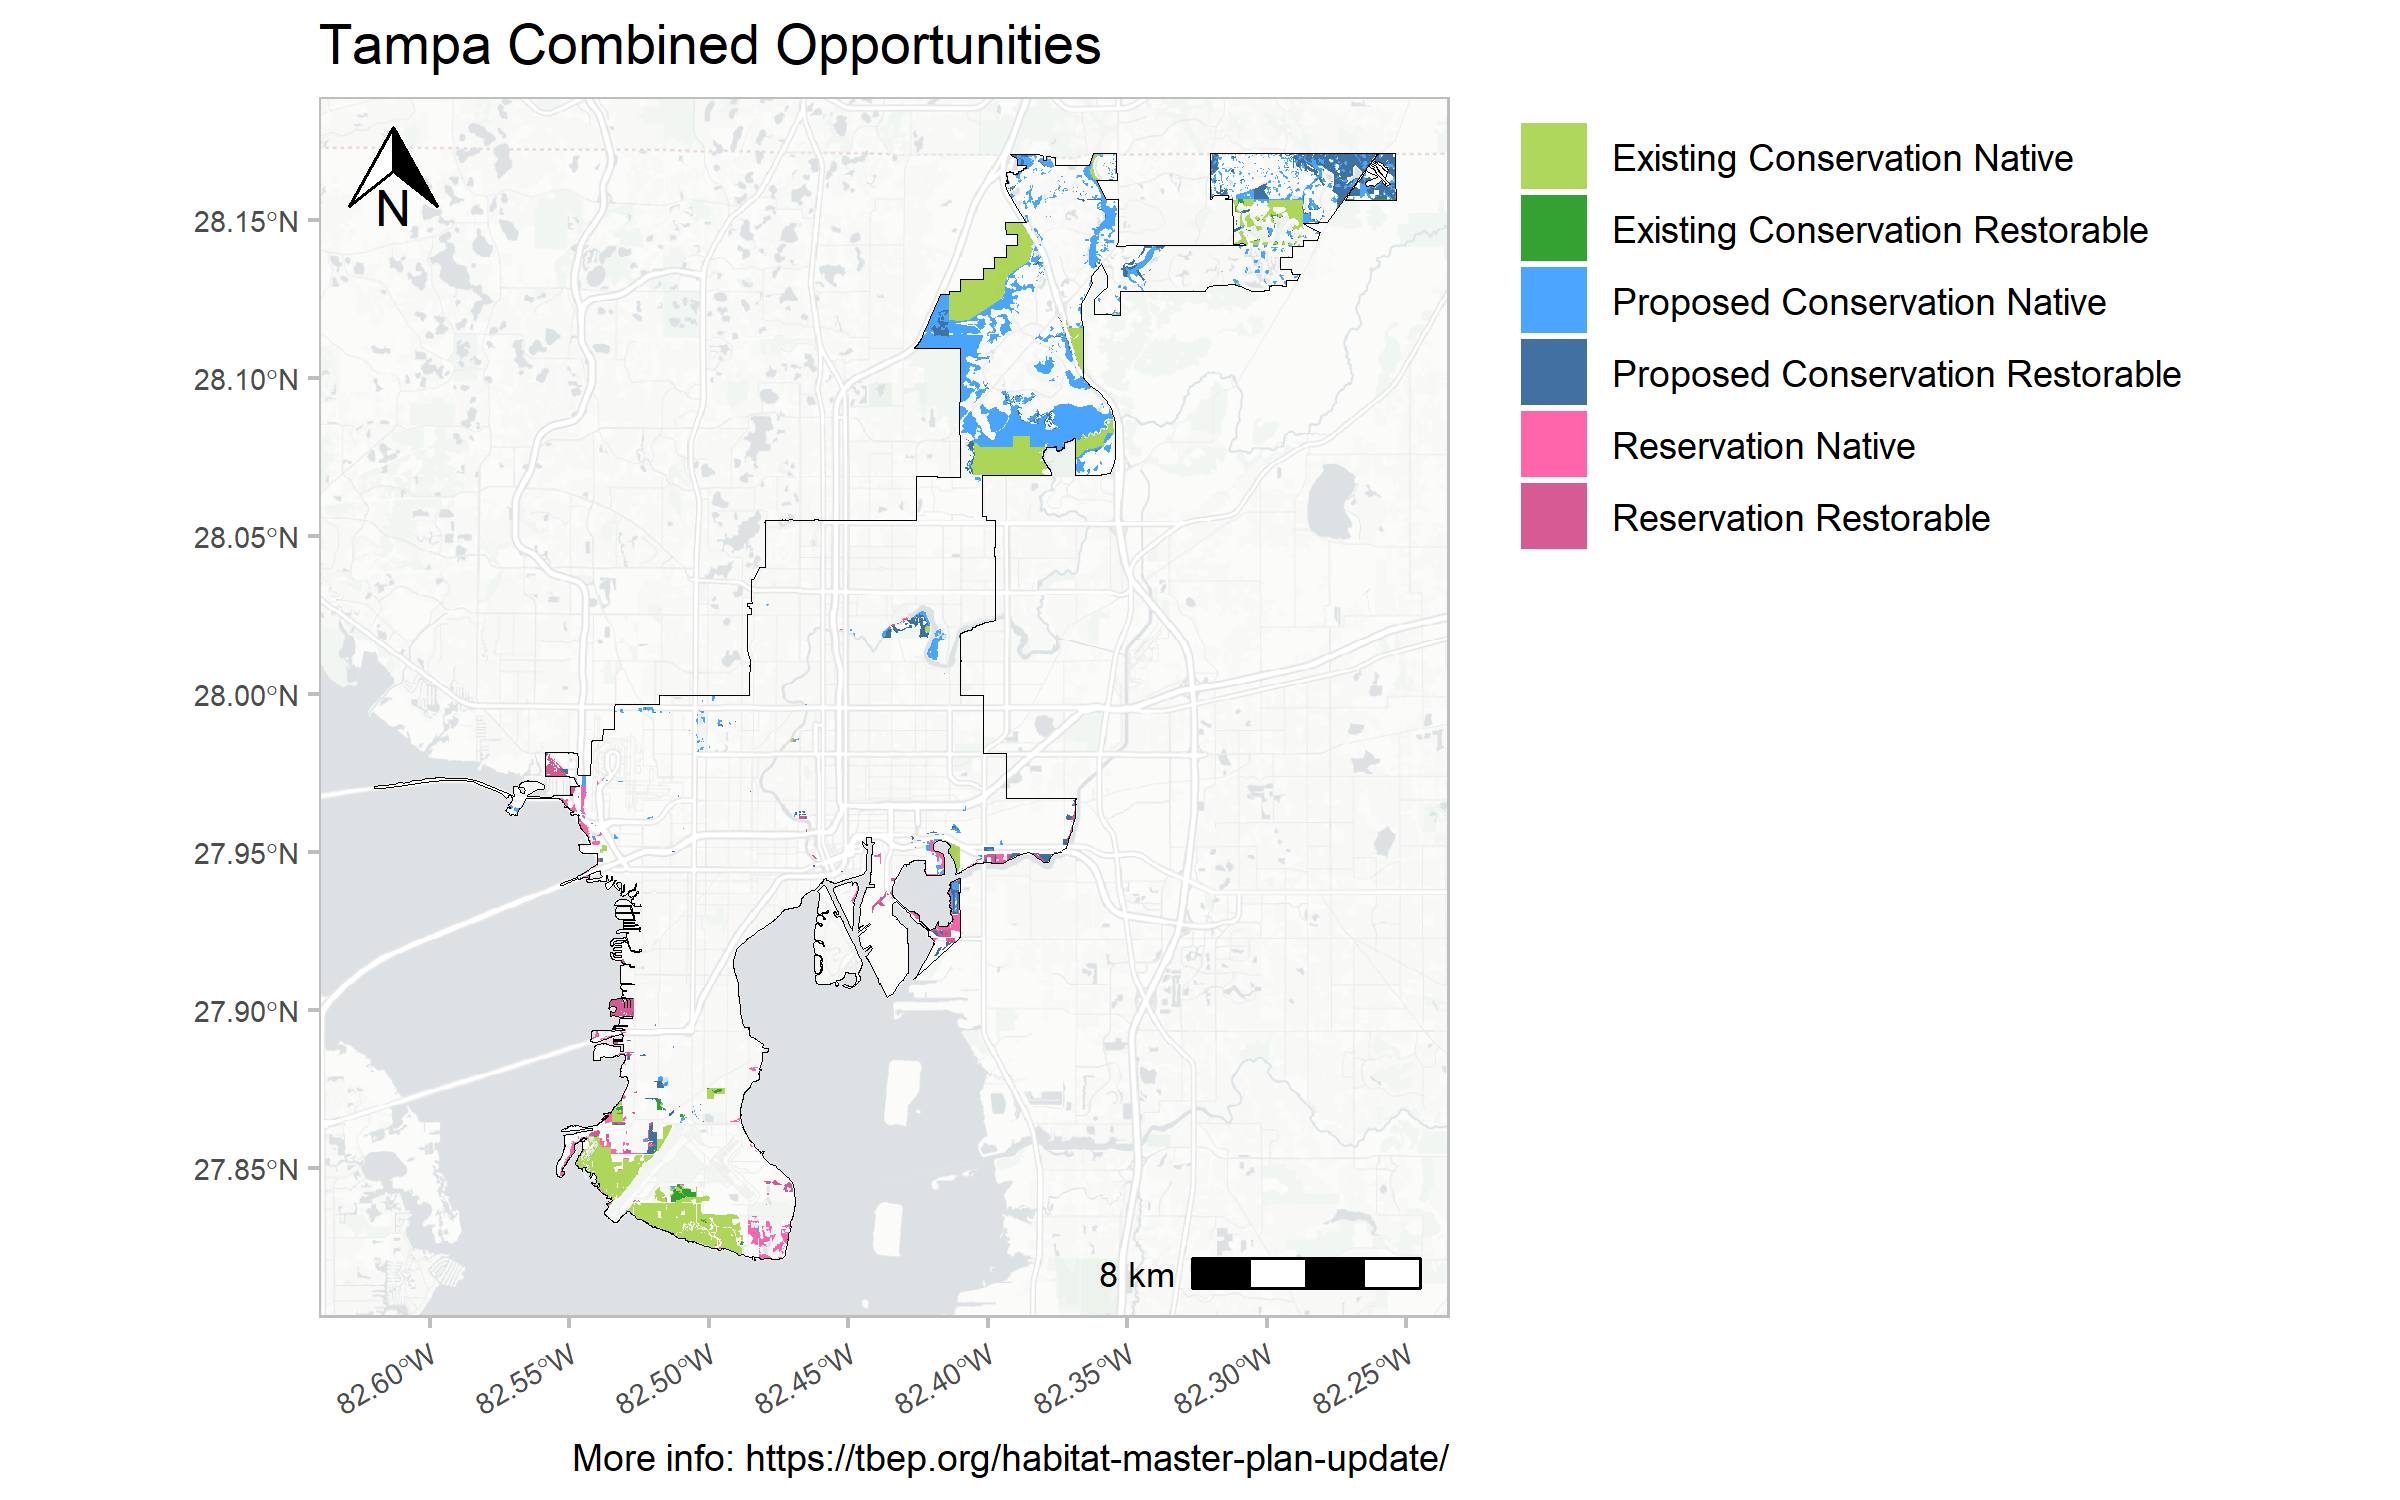 Tampa Combined Opportunities
N
28.15°N
28.10°N
28.05°N
28.00°N
27.95°N
27.90°N
27.85°N
8 km
82.60°W
82.55°W
82.50°W
82.45°W
82.40°W
82.35°W
82.30°W
82.25°W
Existing Conservation Native
Existing Conservation Restorable
Proposed Conservation Native
Proposed Conservation Restorable
Reservation Native
Reservation Restorable
More info: https://tbep.org/habitat-master-plan-update/